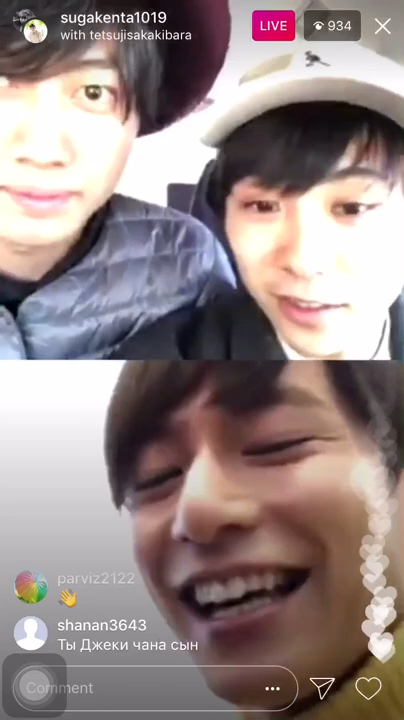 sugakenta1019
LIVE
934
with tetsujisakakibara
parviz2122
👋
shanan3643
Ты Джеки чана сын
Comment